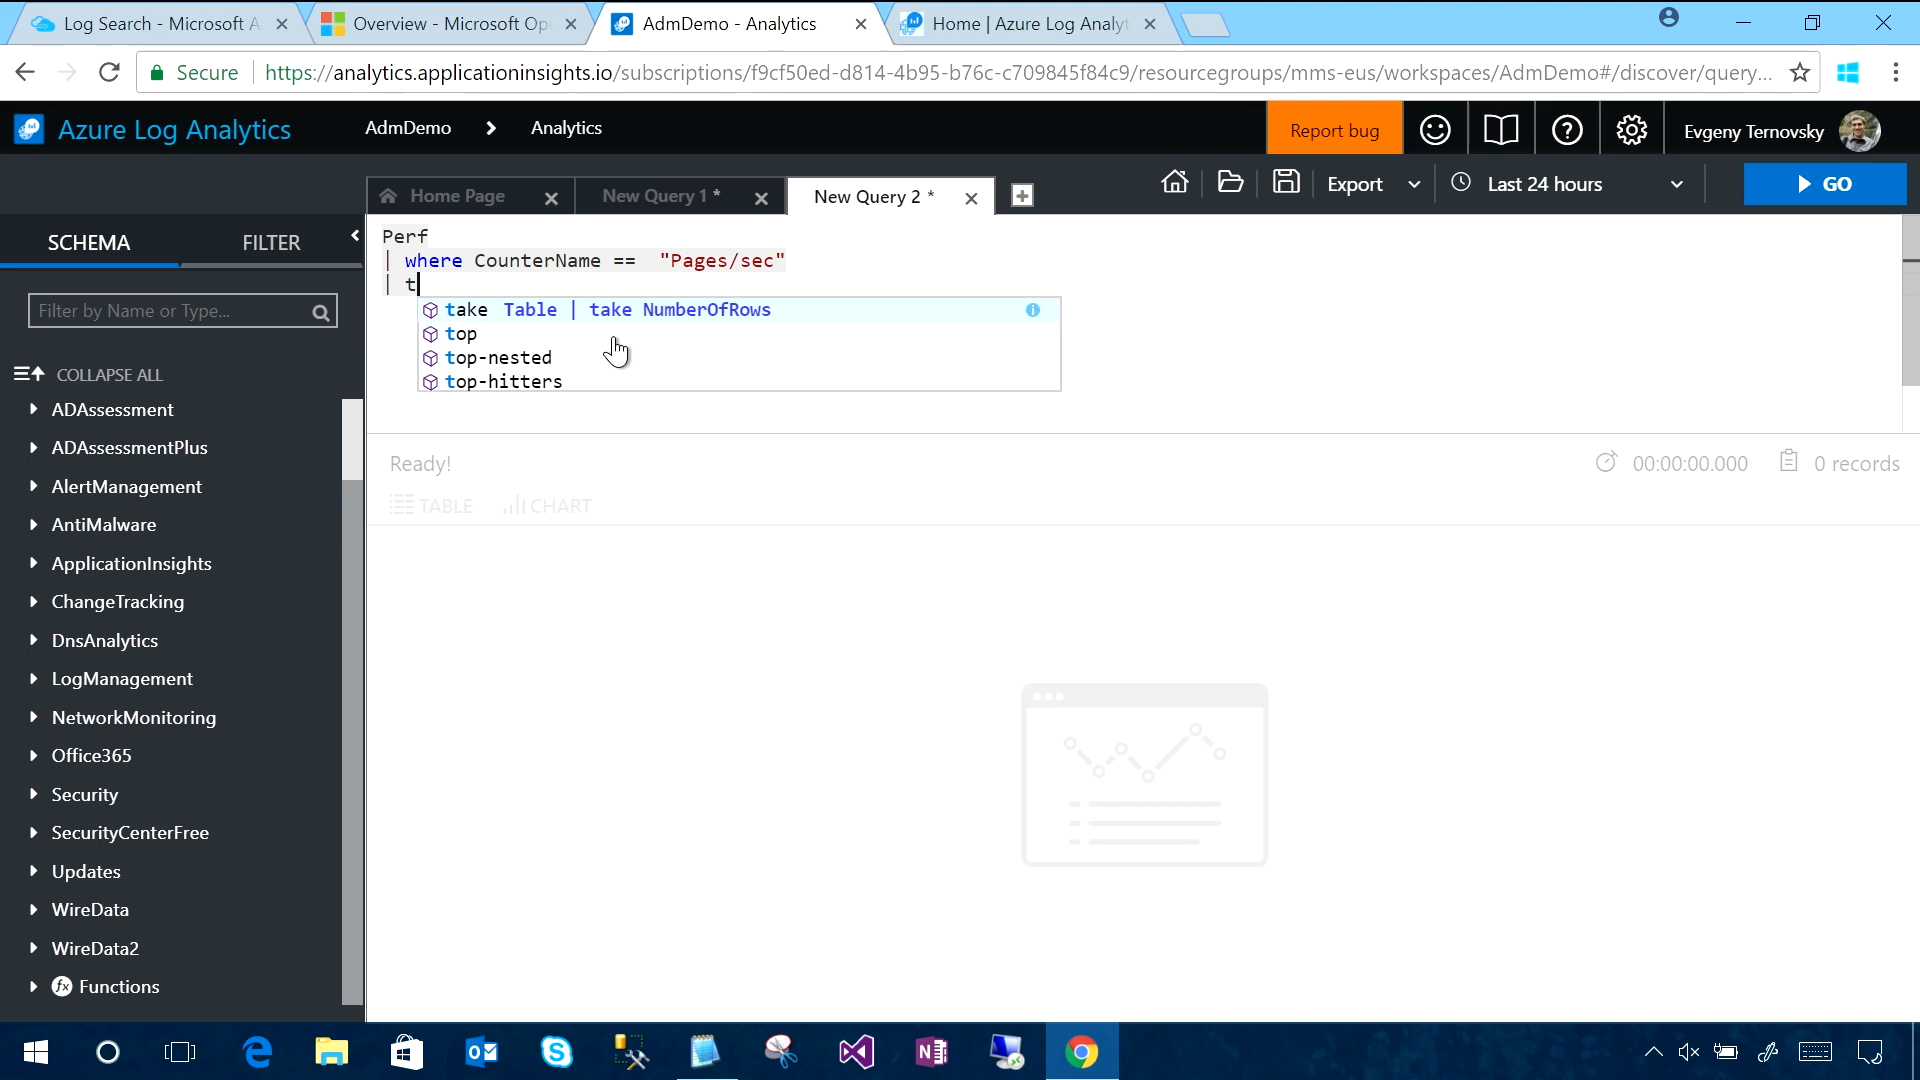 Log Search - Microsoft A
Overview - Microsoft Op
AdmDemo - Analytics
Home | Azure Log Analyt
Secure
https://analytics.applicationinsights.io/subscriptions/f9cf50ed-d814-4b95-b76c-c709845f84c9/resourcegroups/mms-eus/workspaces/AdmDemo#/discover/query...
Azure Log Analytics
AdmDemo > Analytics
Report bug
Evgeny Ternovsky
Home Page
New Query 1 *
New Query 2 *
Export
Last 24 hours
GO
SCHEMA
FILTER
Filter by Name or Type...
COLLAPSE ALL
ADAssessment
ADAssessmentPlus
AlertManagement
AntiMalware
ApplicationInsights
ChangeTracking
DnsAnalytics
LogManagement
NetworkMonitoring
Office365
Security
SecurityCenterFree
Updates
WireData
WireData2
fx Functions
Perf
| where CounterName == "Pages/sec"
| t
take Table | take NumberOfRows
top
top-nested
top-hitters
Ready!
00:00:00.000
0 records
TABLE
CHART